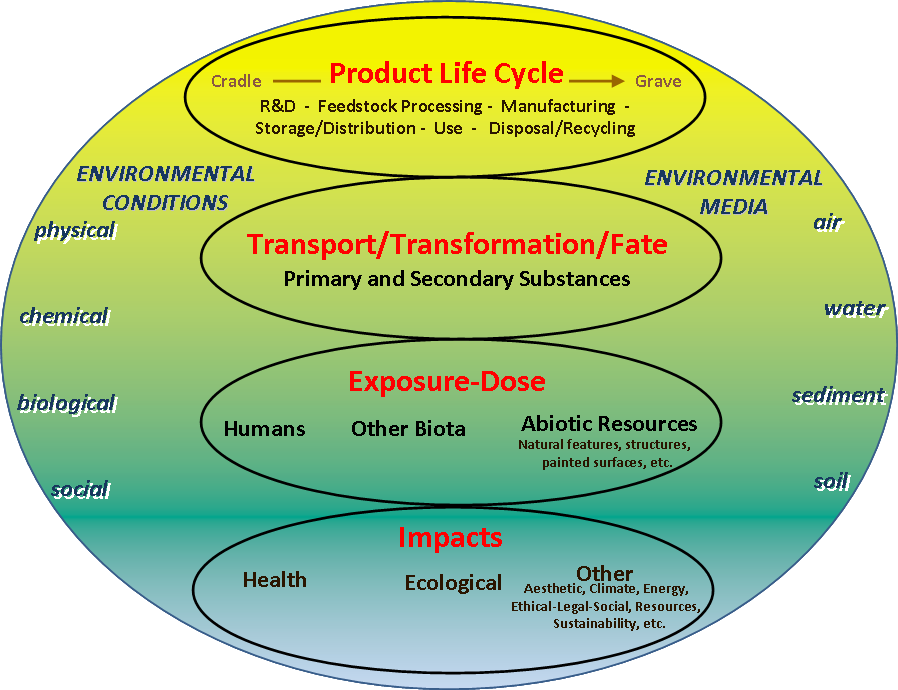 Product Life Cycle
Cradle
Grave
R&D - Feedstock Processing - Manufacturing -
Storage/Distribution - Use - Disposal/Recycling
ENVIRONMENTAL
CONDITIONS
physical
chemical
biological
social
ENVIRONMENTAL
MEDIA
air
water
sediment
soil
Transport/Transformation/Fate
Primary and Secondary Substances
Exposure-Dose
Humans
Other Biota
Abiotic Resources
Natural features, structures,
painted surfaces, etc.
Impacts
Health
Ecological
Other
Aesthetic, Climate, Energy,
Ethical-Legal-Social, Resources,
Sustainability, etc.